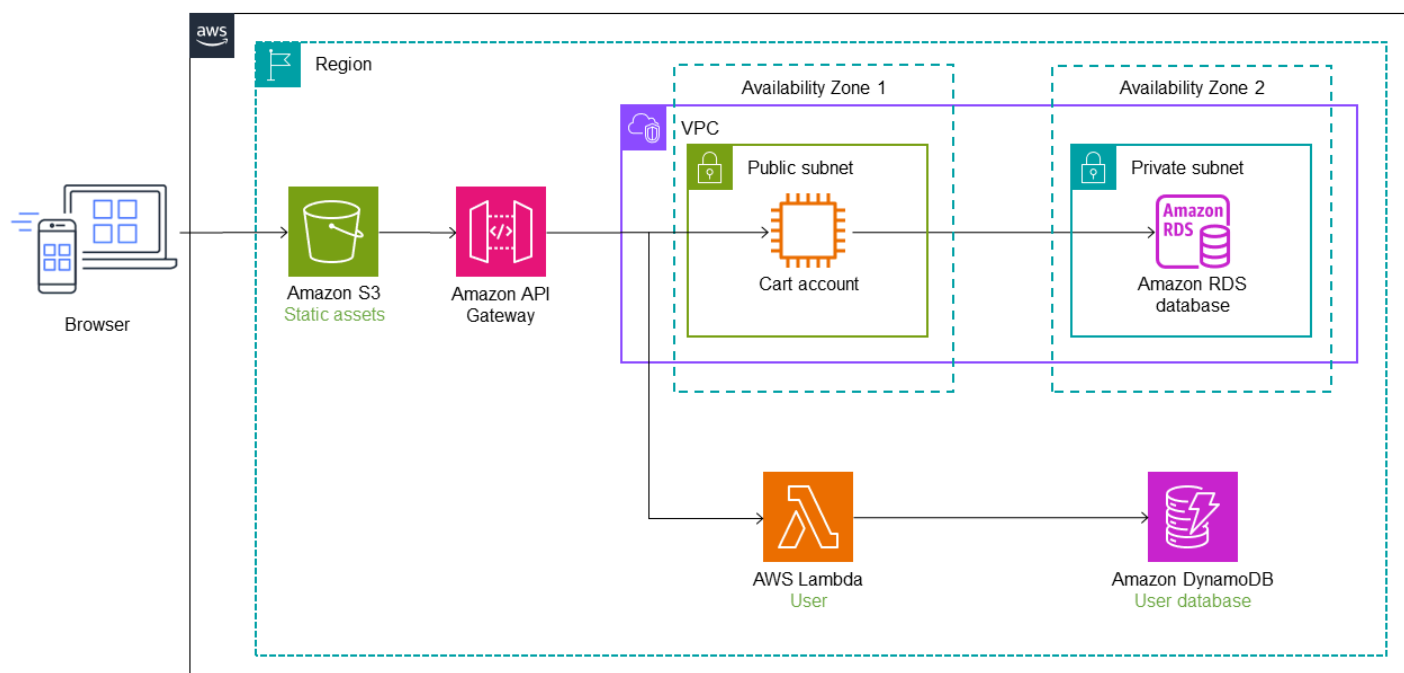 aws
Region
Availability Zone 1
Availability Zone 2
VPC
Public subnet
Private subnet
Amazon
RDS
</>
Cart account
Amazon RDS
database
Amazon S3
Static assets
Amazon API
Gateway
Browser
AWS Lambda
User
Amazon DynamoDB
User database